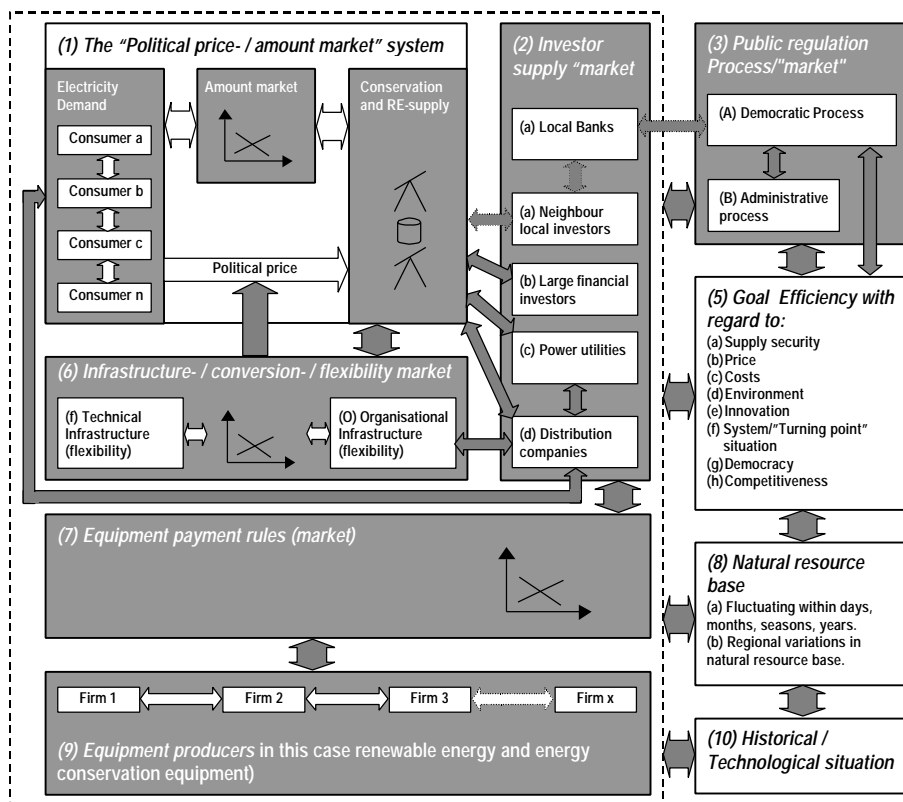 (1) The “Political price- / amount market” system
Electricity
Demand
Consumer a
Consumer b
Consumer c
Consumer n
Amount market
Conservation
and RE-supply
Political price
(2) Investor
supply “market
(a) Local Banks
(a) Neighbour
local investors
(b) Large financial
investors
(c) Power utilities
(d) Distribution
companies
(3) Public regulation
Process/"market"
(A) Democratic Process
(B) Administrative
process
(5) Goal Efficiency with
regard to:
(a) Supply security
(b) Price
(c) Costs
(d) Environment
(e) Innovation
(f) System/”Turning point”
situation
(g) Democracy
(h) Competitiveness
(6) Infrastructure- / conversion- / flexibility market
(f) Technical
Infrastructure
(flexibility)
(O) Organisational
Infrastructure
(flexibility)
(7) Equipment payment rules (market)
(8) Natural resource
base
(a) Fluctuating within days,
months, seasons, years.
(b) Regional variations in
natural resource base.
Firm 1
Firm 2
Firm 3
Firm x
(9) Equipment producers in this case renewable energy and energy
conservation equipment)
(10) Historical /
Technological situation